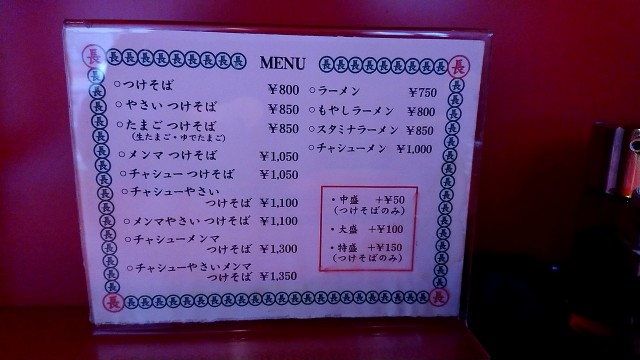 MENU
○つけそば ¥800
○やさいつけそば ¥850
○たまごつけそば ¥850
(生たまご・ゆでたまご)
○メンマつけそば ¥1,050
○チャシューつけそば ¥1,050
○チャシューやさい
つけそば ¥1,100
○メンマやさいつけそば ¥1,100
○チャシューメンマ
つけそば ¥1,300
○チャシューやさいメンマ
つけそば ¥1,350
○ラーメン ¥750
○もやしラーメン ¥800
○スタミナラーメン ¥850
○チャシューメン ¥1,000
・中盛 +¥50
(つけそばのみ)
・大盛 +¥100
・特盛 +¥150
(つけそばのみ)